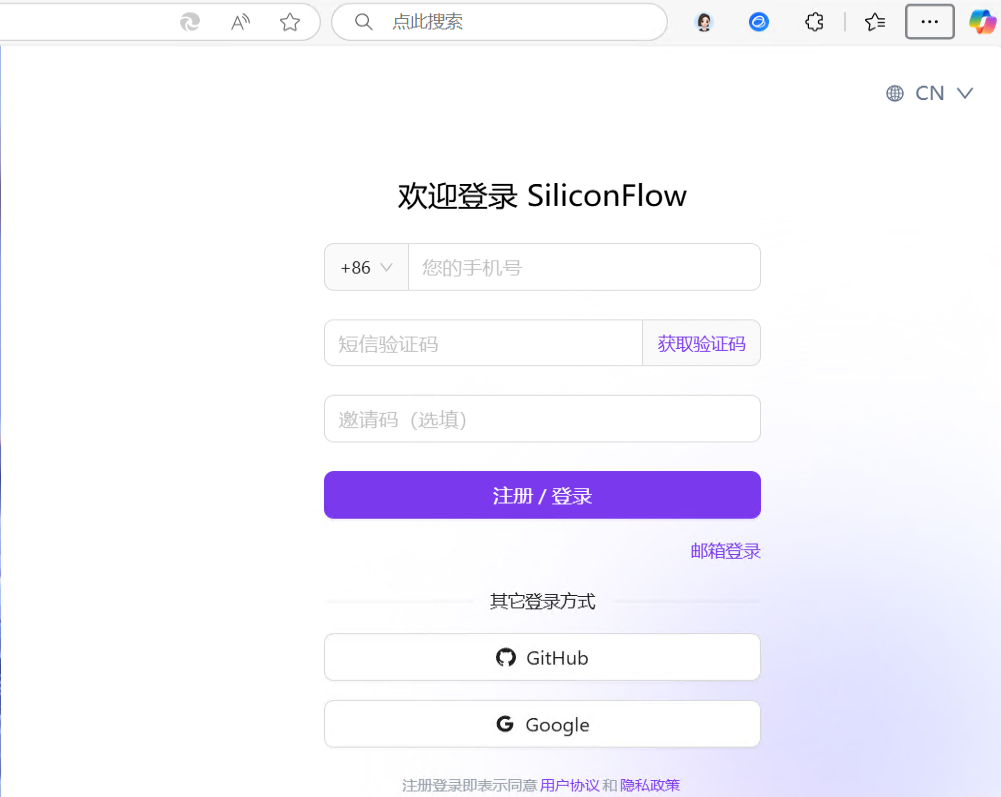 点此搜索
CN
欢迎登录 SiliconFlow
+86 您的手机号
短信验证码 获取验证码
邀请码（选填）
注册 / 登录
邮箱登录
其它登录方式
GitHub
Google
注册登录即表示同意 用户协议 和 隐私政策